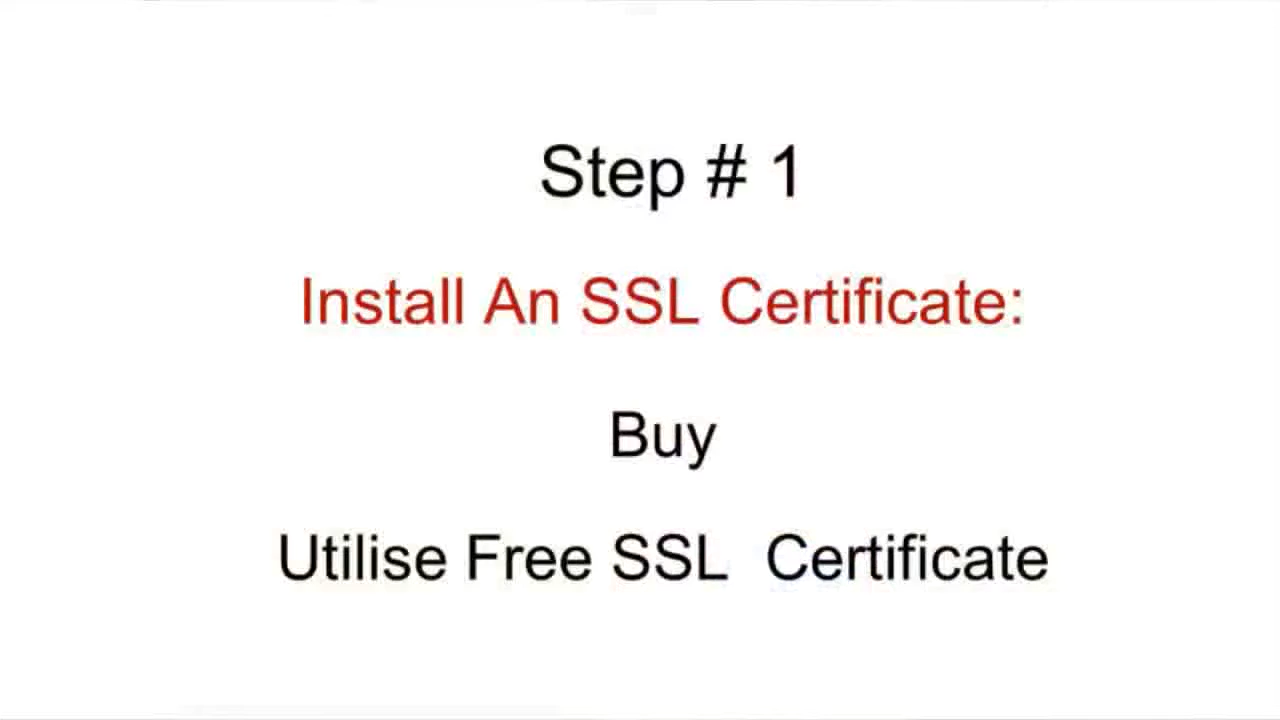 Step # 1
Install An SSL Certificate:
Buy
Utilise Free SSL  Certificate